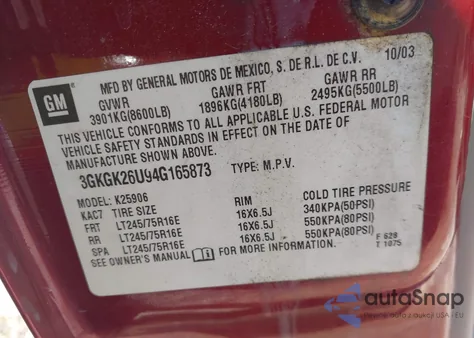 GM
MFD BY GENERAL MOTORS DE MEXICO, S. DE R.L. DE C.V. 10/03
GVWR GAWR FRT GAWR RR
3901KG(8600LB) 1896KG(4180LB) 2495KG(5500LB)
THIS VEHICLE CONFORMS TO ALL APPLICABLE U.S. FEDERAL MOTOR
VEHICLE SAFETY STANDARDS IN EFFECT ON THE DATE OF
MANUFACTURE SHOWN ABOVE.
3GKGK26U94G165873 TYPE: M.P.V.
MODEL: K25906
KAC7 TIRE SIZE RIM COLD TIRE PRESSURE
FRT LT245/75R16E 16X6.5J 340KPA(50PSI)
RR LT245/75R16E 16X6.5J 550KPA(80PSI)
SPA LT245/75R16E 16X6.5J 550KPA(80PSI)
SEE OWNER'S MANUAL FOR MORE INFORMATION. F 628
T 1075
autoSnap